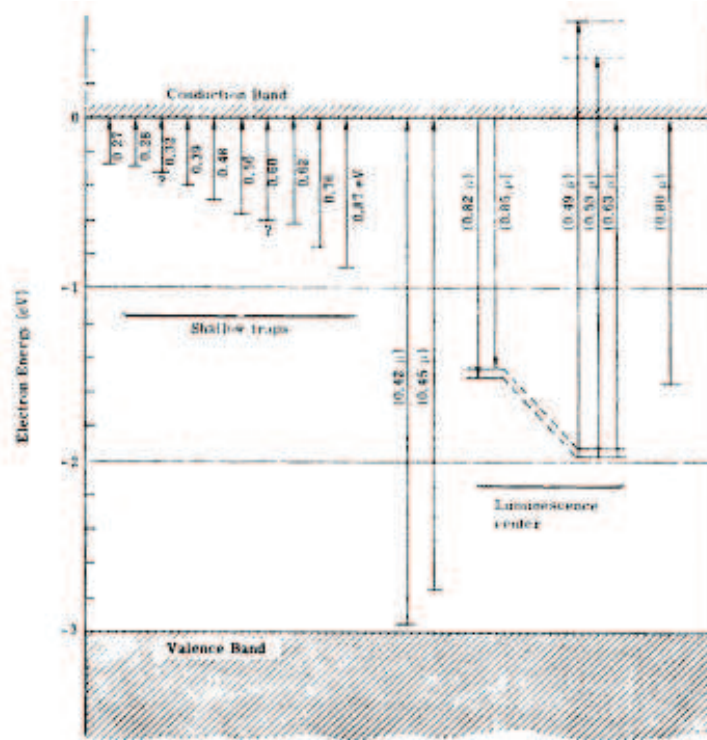 Conduction Band
0
0.27
0.28
0.32
0.39
0.48
0.56
0.60
0.62
0.76
0.87 eV
(0.82 μ)
(0.85 μ)
(0.49 μ)
(0.53 μ)
(0.63 μ)
(0.80 μ)
-1
Electron Energy (eV)
Shallow traps
(0.42 μ)
(0.45 μ)
-2
Luminescence
center
-3
Valence Band